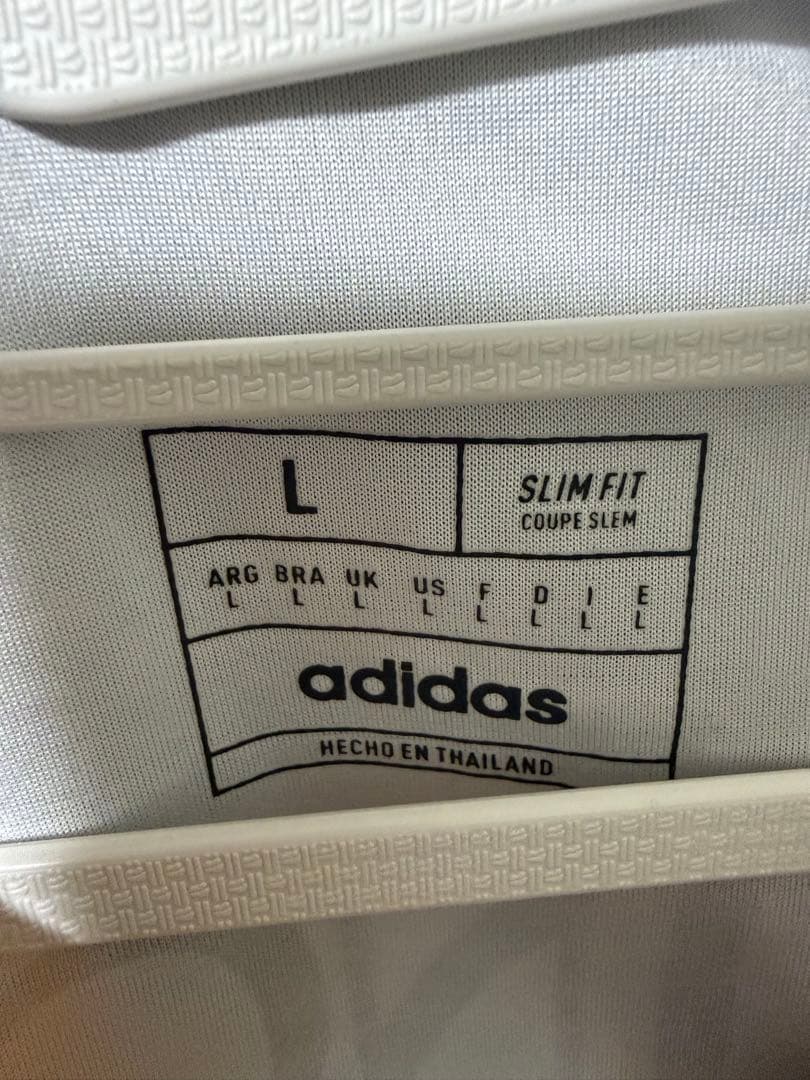 L
SLIM FIT
COUPE SLEM
ARG BRA UK US F D I E
L L L L L L L L
adidas
HECHO EN THAILAND